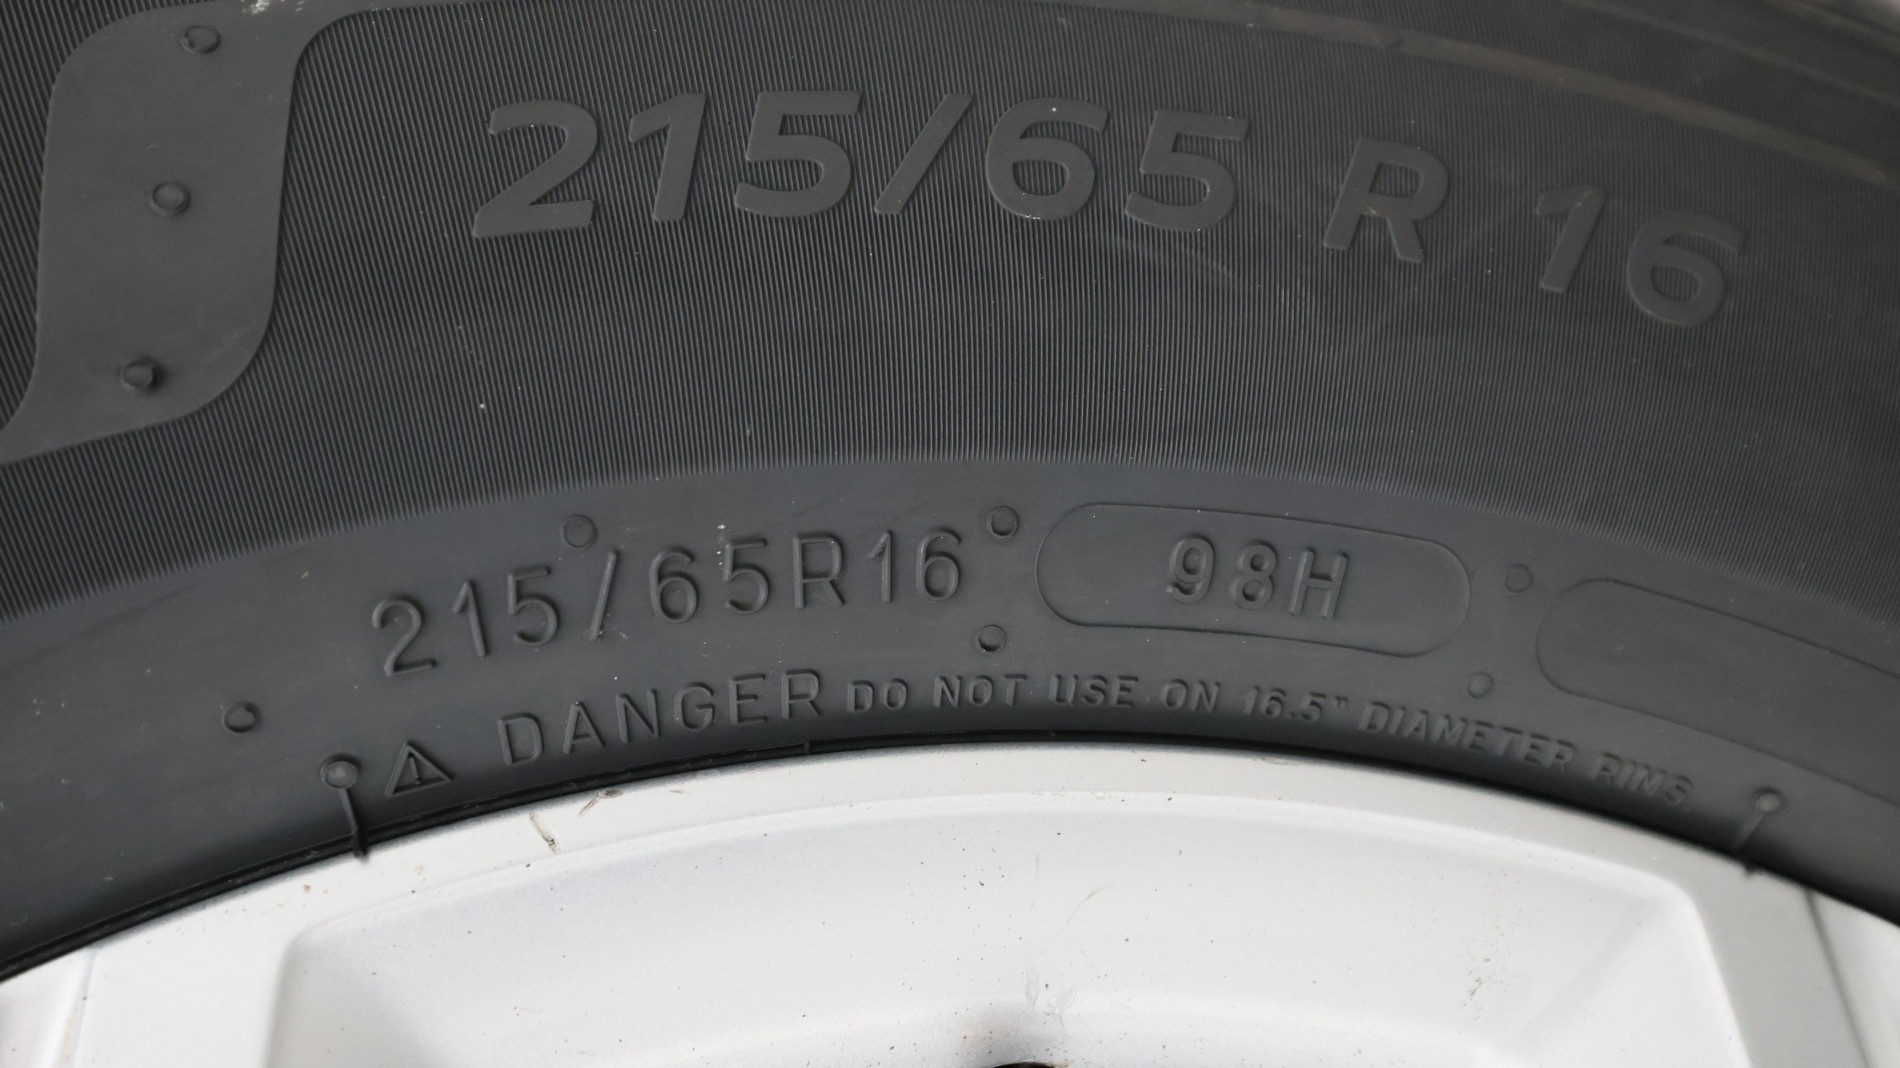 215/65 R 16
215/65R16 98H
⚠ DANGER DO NOT USE ON 16.5" DIAMETER RIMS